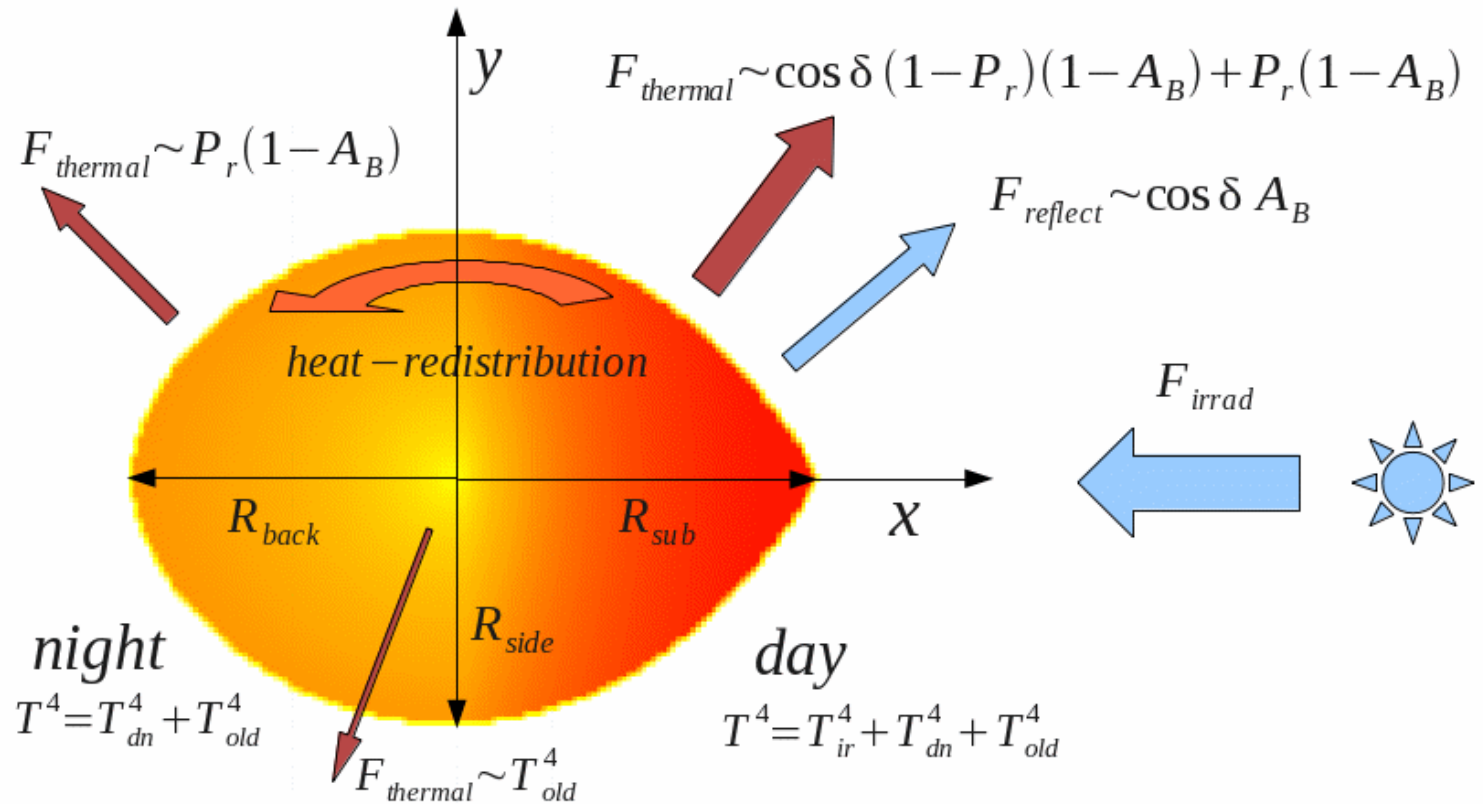 y
F_thermal ~ cos δ (1−P_r)(1−A_B)+P_r(1−A_B)
F_thermal ~ P_r(1−A_B)
F_reflect ~ cos δ A_B
heat−redistribution
F_irrad
R_back
R_sub
x
R_side
night
T^4=T_dn^4+T_old^4
day
T^4=T_ir^4+T_dn^4+T_old^4
F_thermal ~ T_old^4